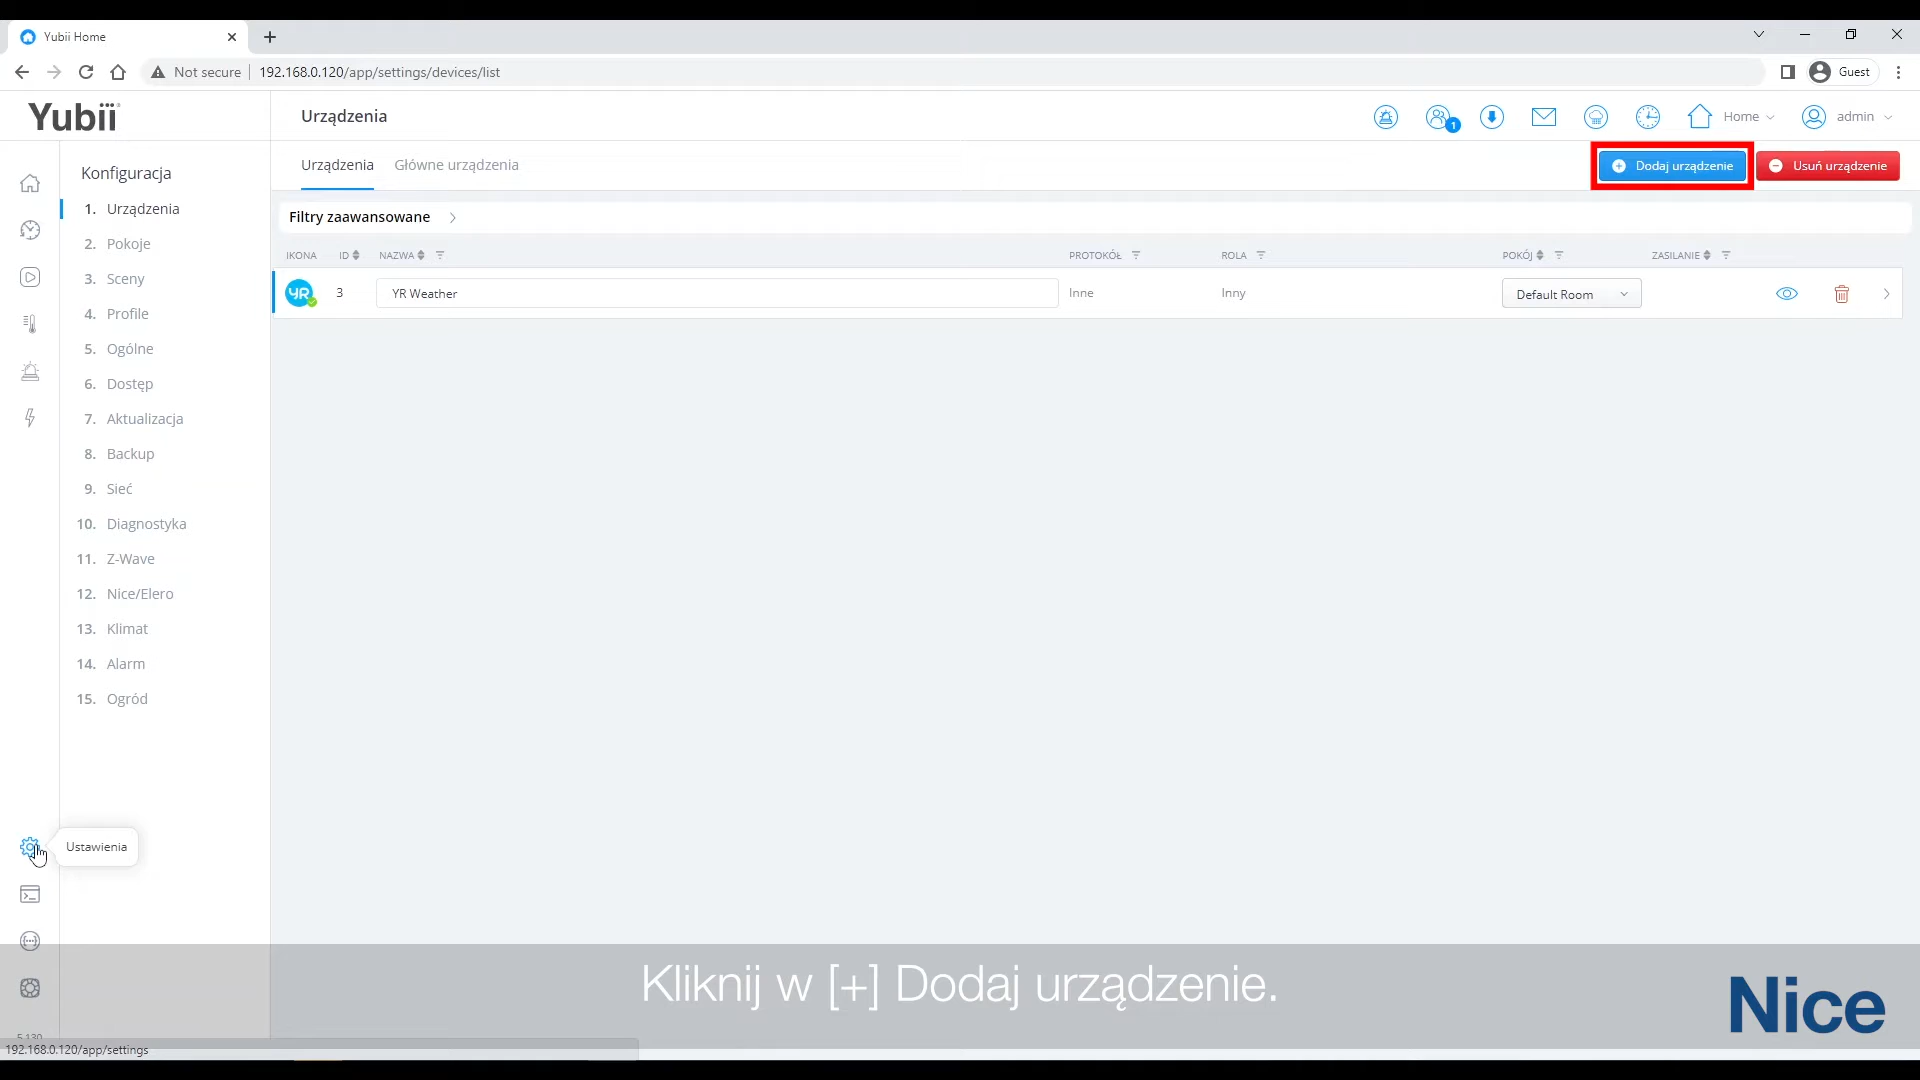 Yubii Home
Not secure 192.168.0.120/app/settings/devices/list Guest
Yubii Urządzenia 1 Home admin
Urządzenia Główne urządzenia Dodaj urządzenie Usuń urządzenie
Konfiguracja
1. Urządzenia
2. Pokoje
3. Sceny
4. Profile
5. Ogólne
6. Dostęp
7. Aktualizacja
8. Backup
9. Sieć
10. Diagnostyka
11. Z-Wave
12. Nice/Elero
13. Klimat
14. Alarm
15. Ogród
Filtry zaawansowane
IKONA ID NAZWA PROTOKÓŁ ROLA POKÓJ ZASILANIE
YR 3 YR Weather Inne Inny Default Room
Ustawienia
Kliknij w [+] Dodaj urządzenie.
Nice
5.130
192.168.0.120/app/settings